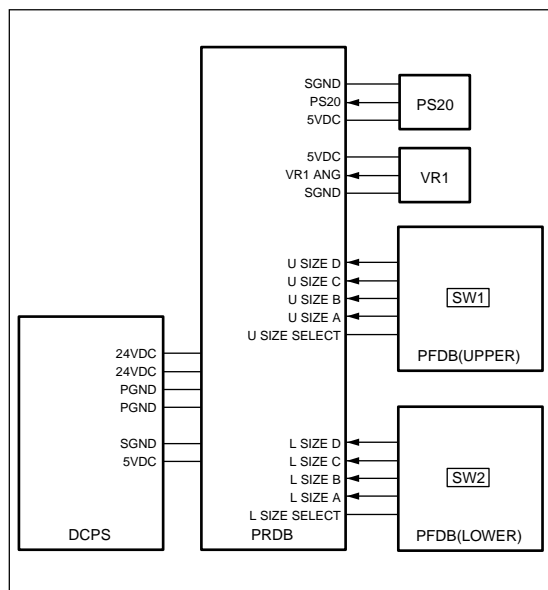 SGND
PS20
5VDC
PS20
5VDC
VR1 ANG
SGND
VR1
U SIZE D
U SIZE C
U SIZE B
U SIZE A
U SIZE SELECT
SW1
PFDB(UPPER)
24VDC
24VDC
PGND
PGND
SGND
5VDC
DCPS
L SIZE D
L SIZE C
L SIZE B
L SIZE A
L SIZE SELECT
PRDB
SW2
PFDB(LOWER)